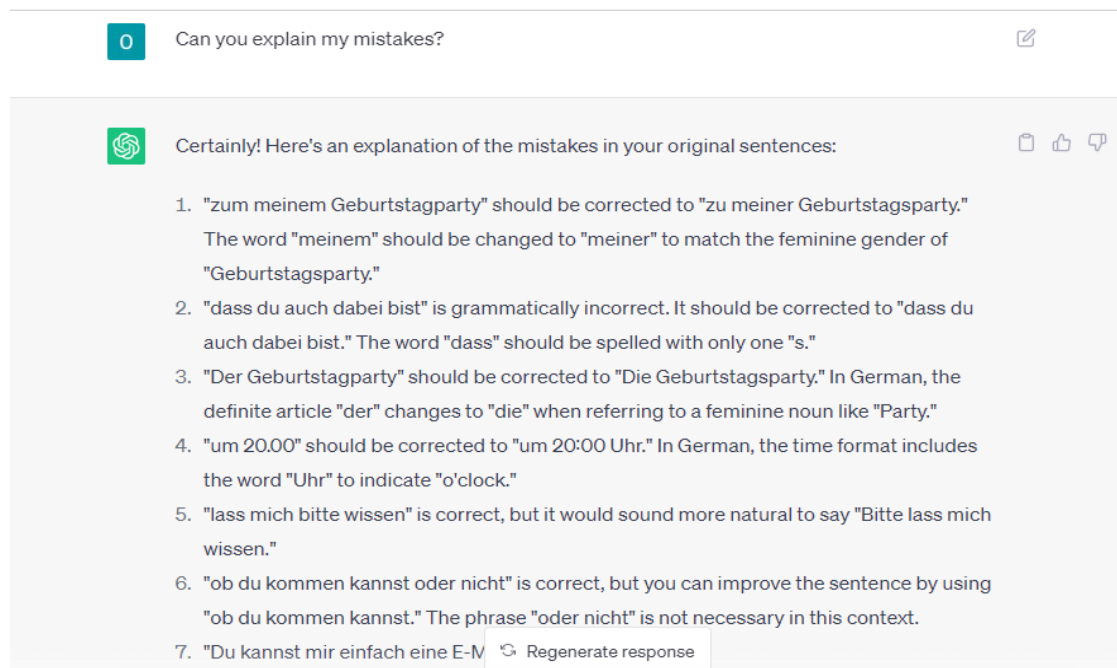 O Can you explain my mistakes?
Certainly! Here's an explanation of the mistakes in your original sentences:
1. "zum meinem Geburtstagparty" should be corrected to "zu meiner Geburtstagsparty."
The word "meinem" should be changed to "meiner" to match the feminine gender of
"Geburtstagsparty."
2. "dass du auch dabei bist" is grammatically incorrect. It should be corrected to "dass du
auch dabei bist." The word "dass" should be spelled with only one "s."
3. "Der Geburtstagparty" should be corrected to "Die Geburtstagsparty." In German, the
definite article "der" changes to "die" when referring to a feminine noun like "Party."
4. "um 20.00" should be corrected to "um 20:00 Uhr." In German, the time format includes
the word "Uhr" to indicate "o'clock."
5. "lass mich bitte wissen" is correct, but it would sound more natural to say "Bitte lass mich
wissen."
6. "ob du kommen kannst oder nicht" is correct, but you can improve the sentence by using
"ob du kommen kannst." The phrase "oder nicht" is not necessary in this context.
7. "Du kannst mir einfach eine E-M
Regenerate response